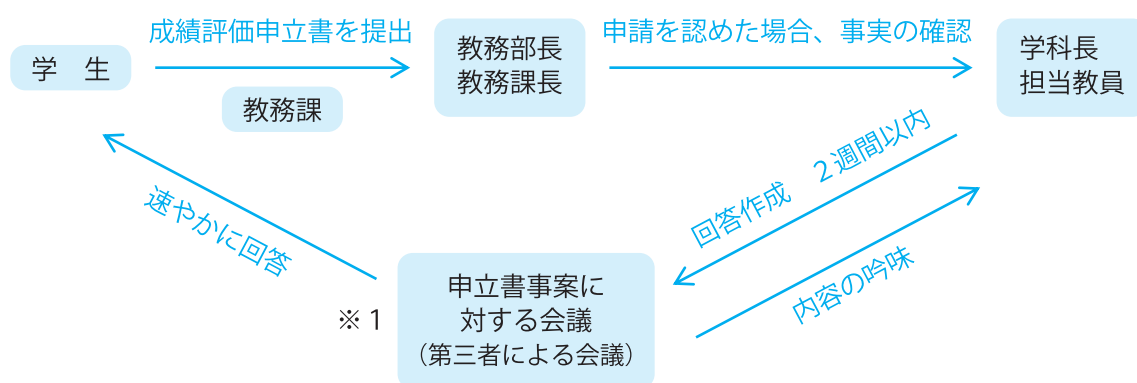 成績評価申立書を提出
申請を認めた場合、事実の確認
学　生
教務部長
教務課長
学科長
担当教員
教務課
回答作成　２週間以内
速やかに回答
内容の吟味
※１
申立書事案に
対する会議
（第三者による会議）